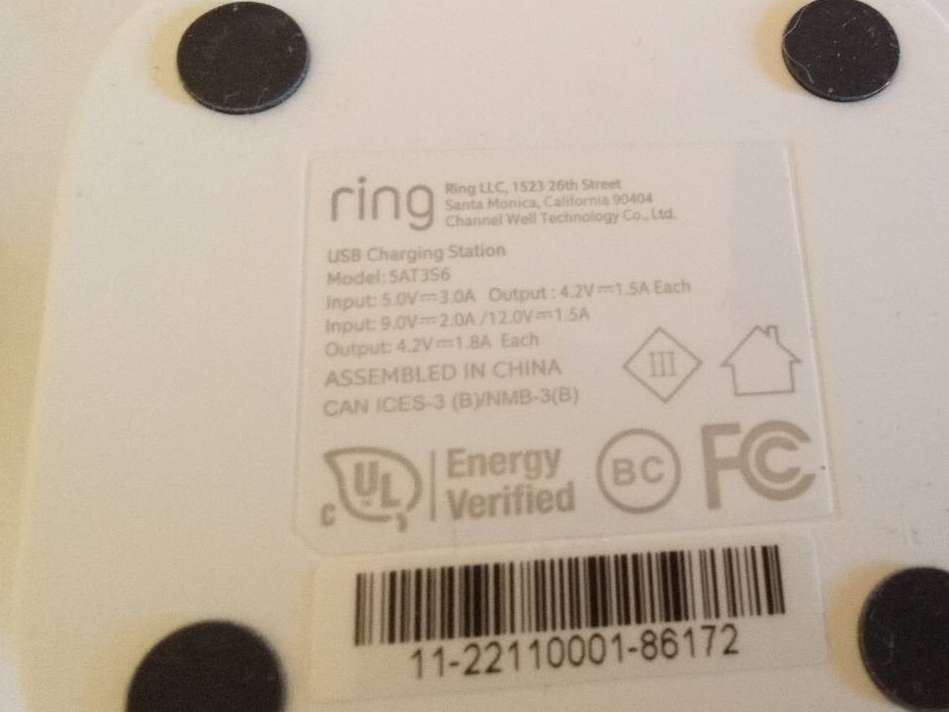 ring
Ring LLC, 1523 26th Street
Santa Monica, California 90404
Channel Well Technology Co., Ltd.
USB Charging Station
Model: 5AT3S6
Input: 5.0V⎓3.0A Output : 4.2V⎓1.5A Each
Input: 9.0V⎓2.0A /12.0V⎓1.5A
Output: 4.2V⎓1.8A Each
ASSEMBLED IN CHINA
CAN ICES-3 (B)/NMB-3(B)
III
c UL
Energy
Verified
BC
FC
11-22110001-86172